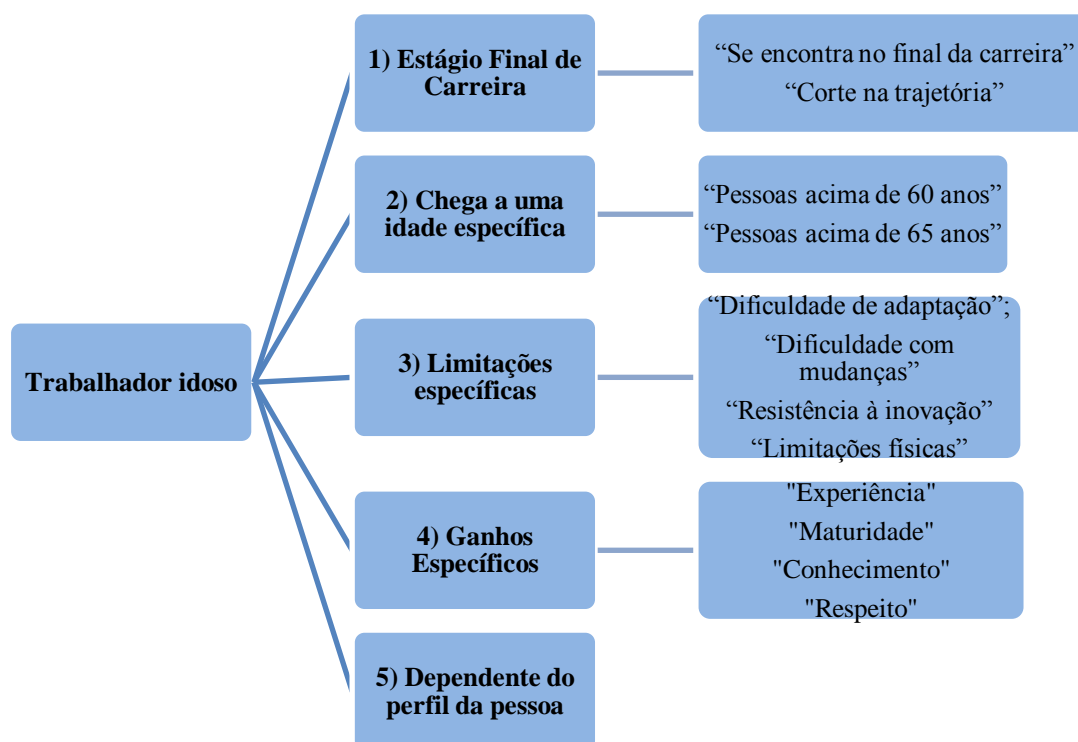 1) Estágio Final de
Carreira
“Se encontra no final da carreira”
“Corte na trajetória”
2) Chega a uma
idade específica
“Pessoas acima de 60 anos”
“Pessoas acima de 65 anos”
Trabalhador idoso
3) Limitações
específicas
“Dificuldade de adaptação”;
“Dificuldade com
mudanças”
“Resistência à inovação”
“Limitações físicas”
4) Ganhos
Específicos
"Experiência"
"Maturidade"
"Conhecimento"
"Respeito"
5) Dependente do
perfil da pessoa